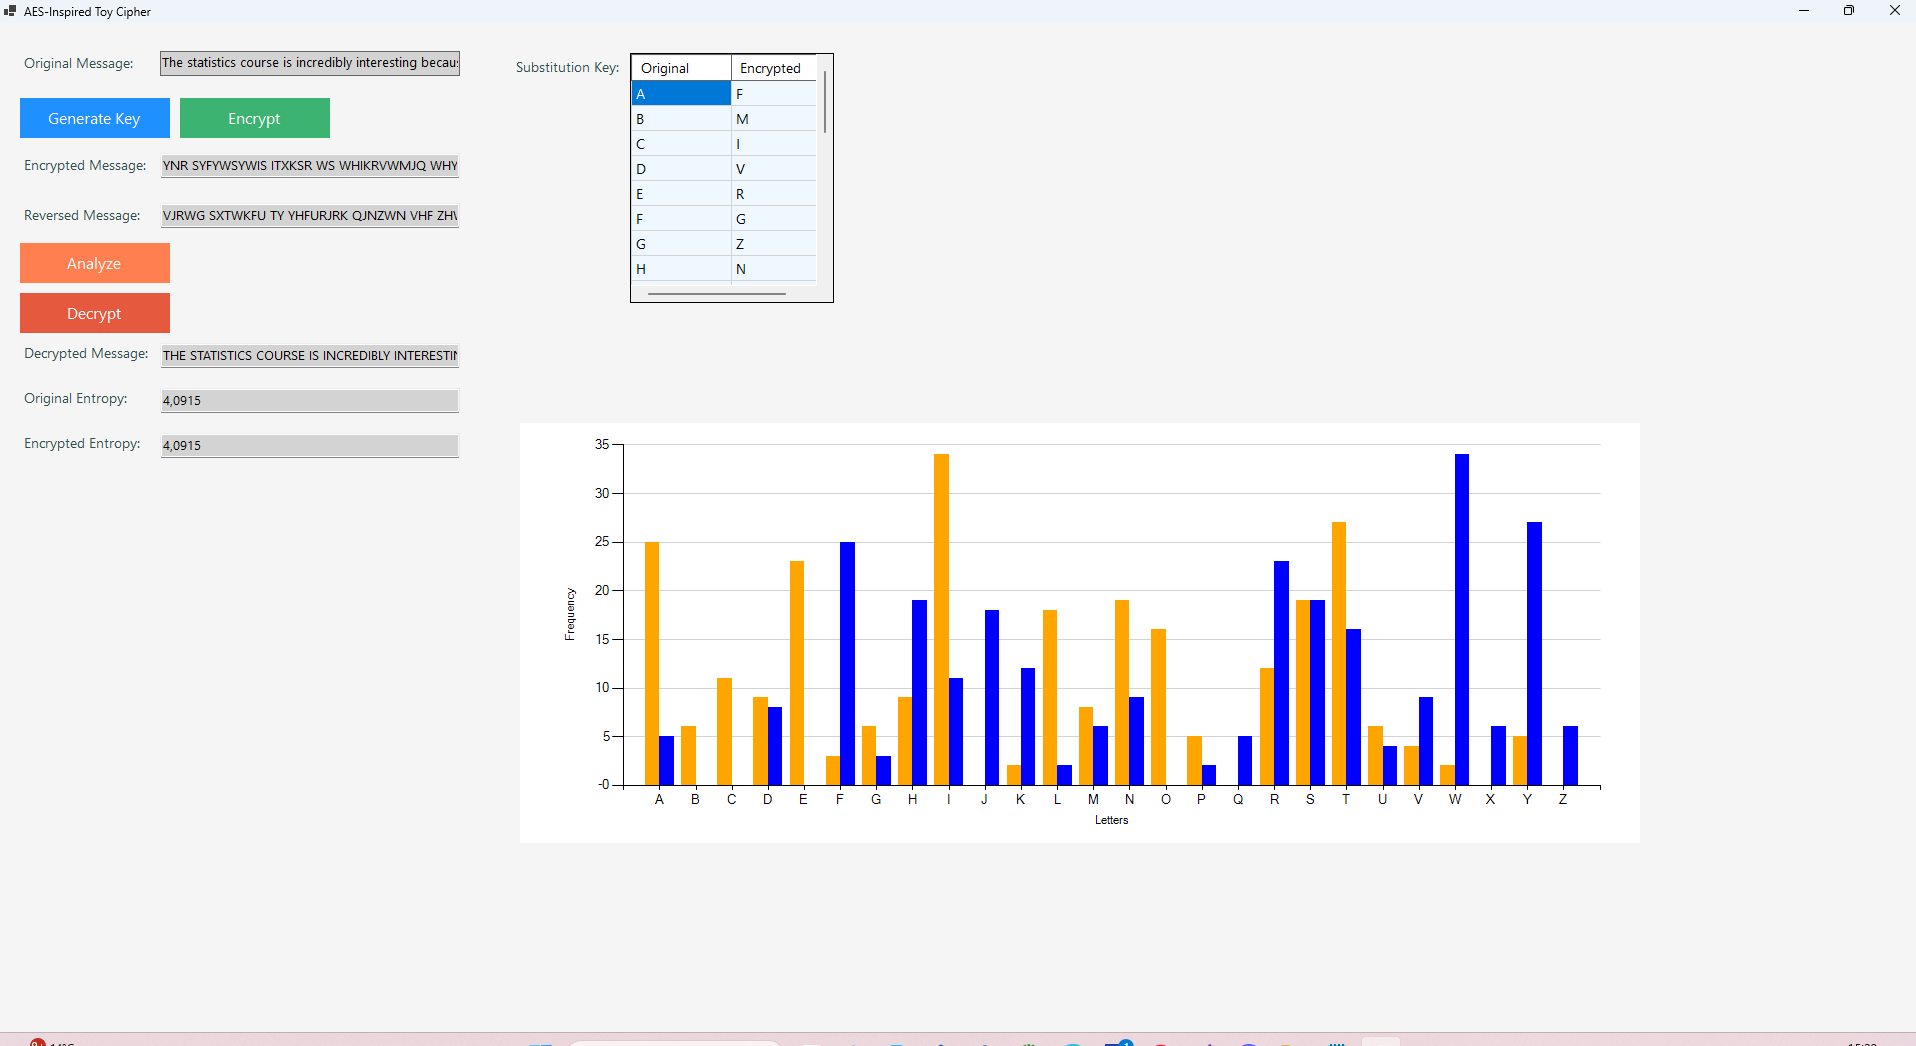 AES-Inspired Toy Cipher
Original Message: The statistics course is incredibly interesting becau
Generate Key Encrypt
Encrypted Message: YNR SYFYWSYWIS ITXKSR WS WHIKRVWMJQ WHY
Reversed Message: VJRWG SXTWKFU TY YHFURJRK QJNZWN VHF ZH
Analyze
Decrypt
Decrypted Message: THE STATISTICS COURSE IS INCREDIBLY INTERESTIN
Original Entropy: 4,0915
Encrypted Entropy: 4,0915
Substitution Key:
Original Encrypted
A F
B M
C I
D V
E R
F G
G Z
H N
35
30
25
20
15
10
5
-0
Frequency
A B C D E F G H I J K L M N O P Q R S T U V W X Y Z
Letters